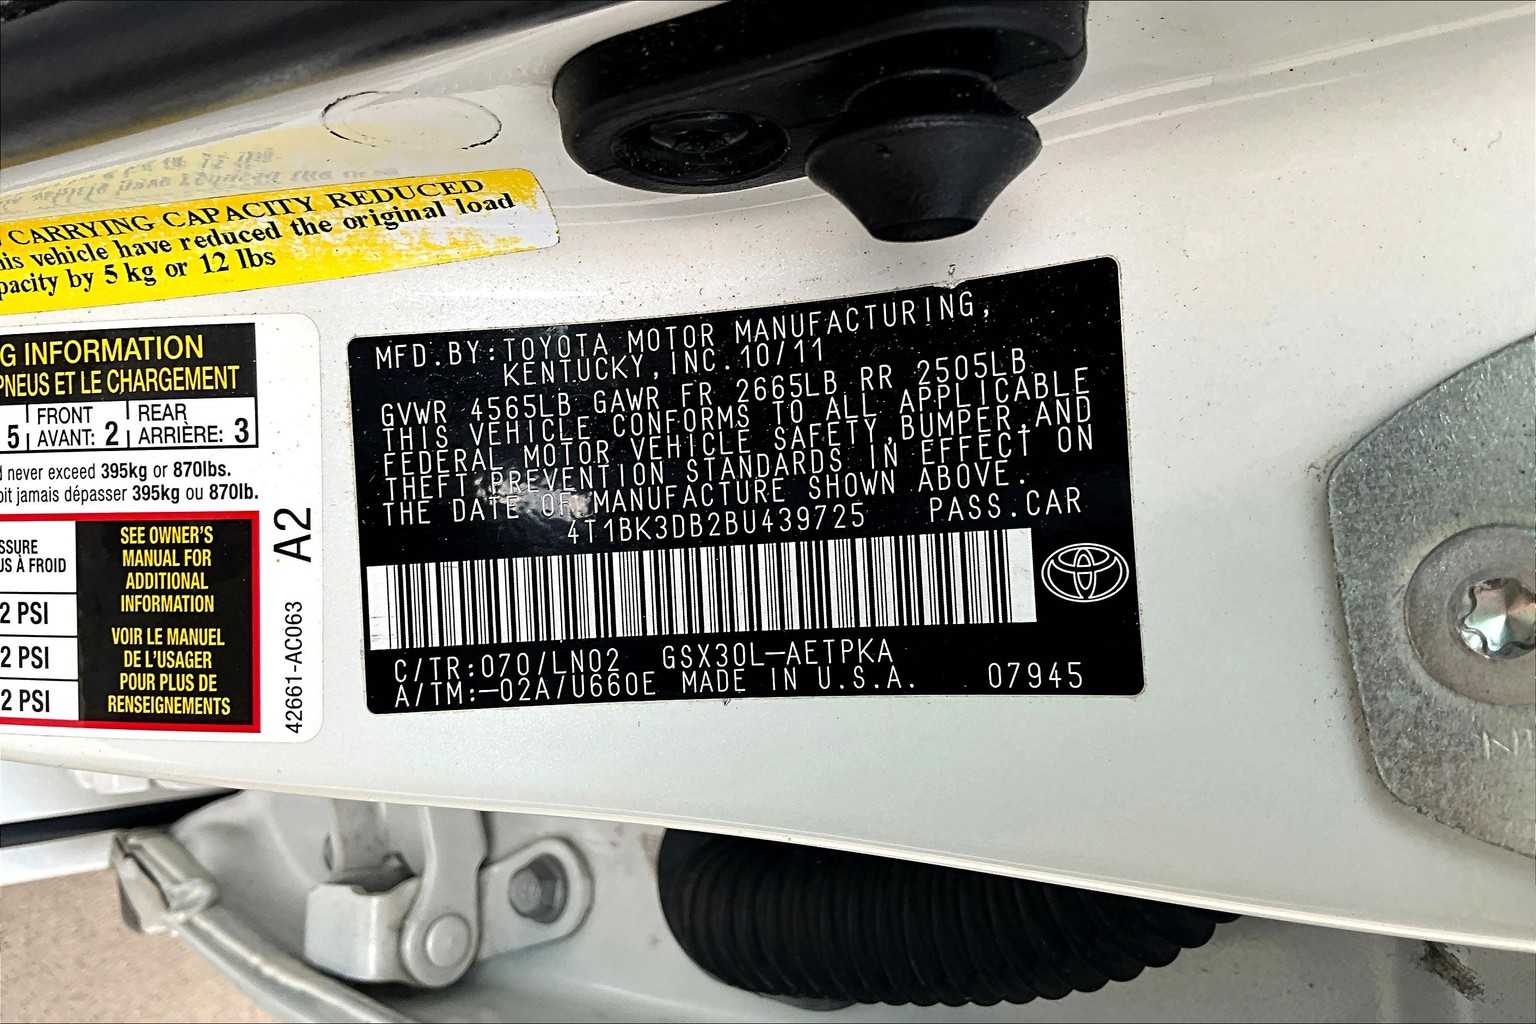 CARRYING CAPACITY REDUCED
his vehicle have reduced the original load
pacity by 5 kg or 12 lbs
G INFORMATION
PNEUS ET LE CHARGEMENT
5 FRONT AVANT: 2 REAR ARRIÈRE: 3
d never exceed 395kg or 870lbs.
oit jamais dépasser 395kg ou 870lb.
SSURE
US À FROID
2 PSI
2 PSI
2 PSI
SEE OWNER'S
MANUAL FOR
ADDITIONAL
INFORMATION
VOIR LE MANUEL
DE L'USAGER
POUR PLUS DE
RENSEIGNEMENTS
A2
42661-AC063
MFD.BY:TOYOTA MOTOR MANUFACTURING,
KENTUCKY,INC.10/11
GVWR 4565LB GAWR FR 2665LB RR 2505LB
THIS VEHICLE CONFORMS TO ALL APPLICABLE
FEDERAL MOTOR VEHICLE SAFETY,BUMPER,AND
THEFT PREVENTION STANDARDS IN EFFECT ON
THE DATE OF MANUFACTURE SHOWN ABOVE.
4T1BK3DB2BU439725 PASS.CAR
C/TR:070/LN02 GSX30L-AETPKA
A/TM:-02A/U660E MADE IN U.S.A. 07945